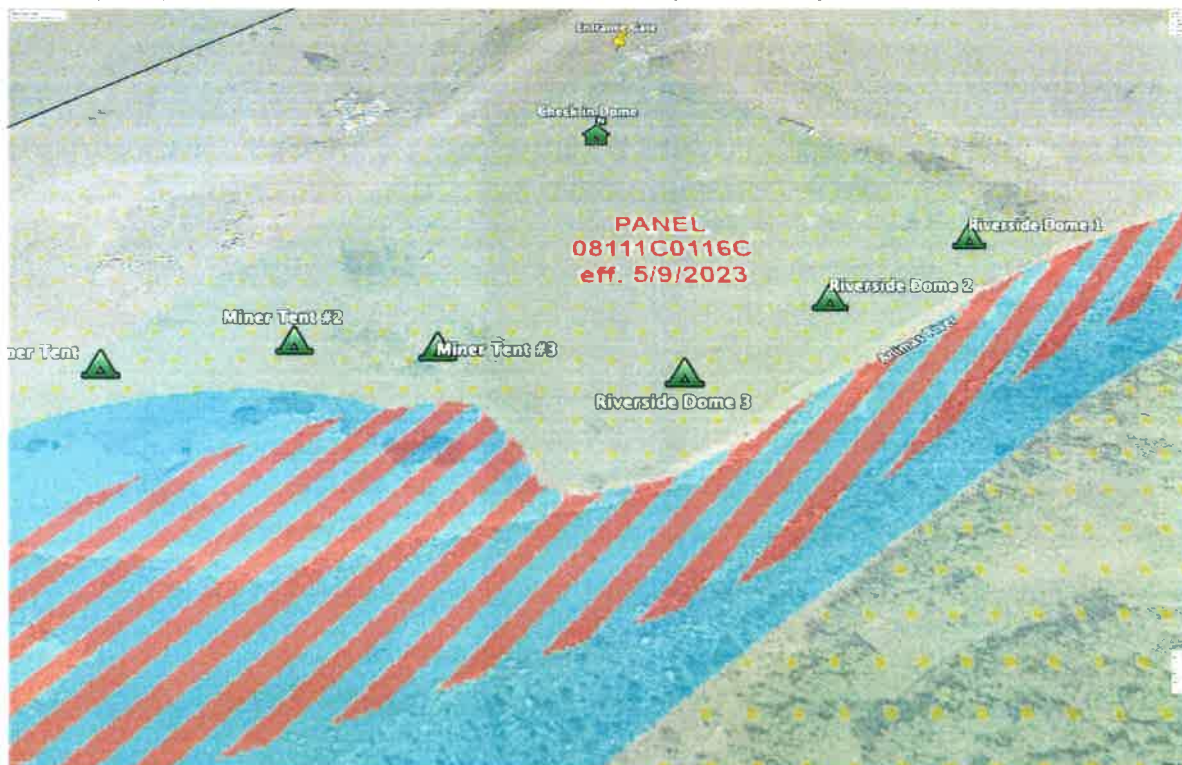 Entrance Gate
Check in Dome
PANEL
08111C0116C
eff. 5/9/2023
Riverside Dome 1
Riverside Dome 2
Miner Tent #2
Miner Tent #3
ner Tent
Animas River
Riverside Dome 3